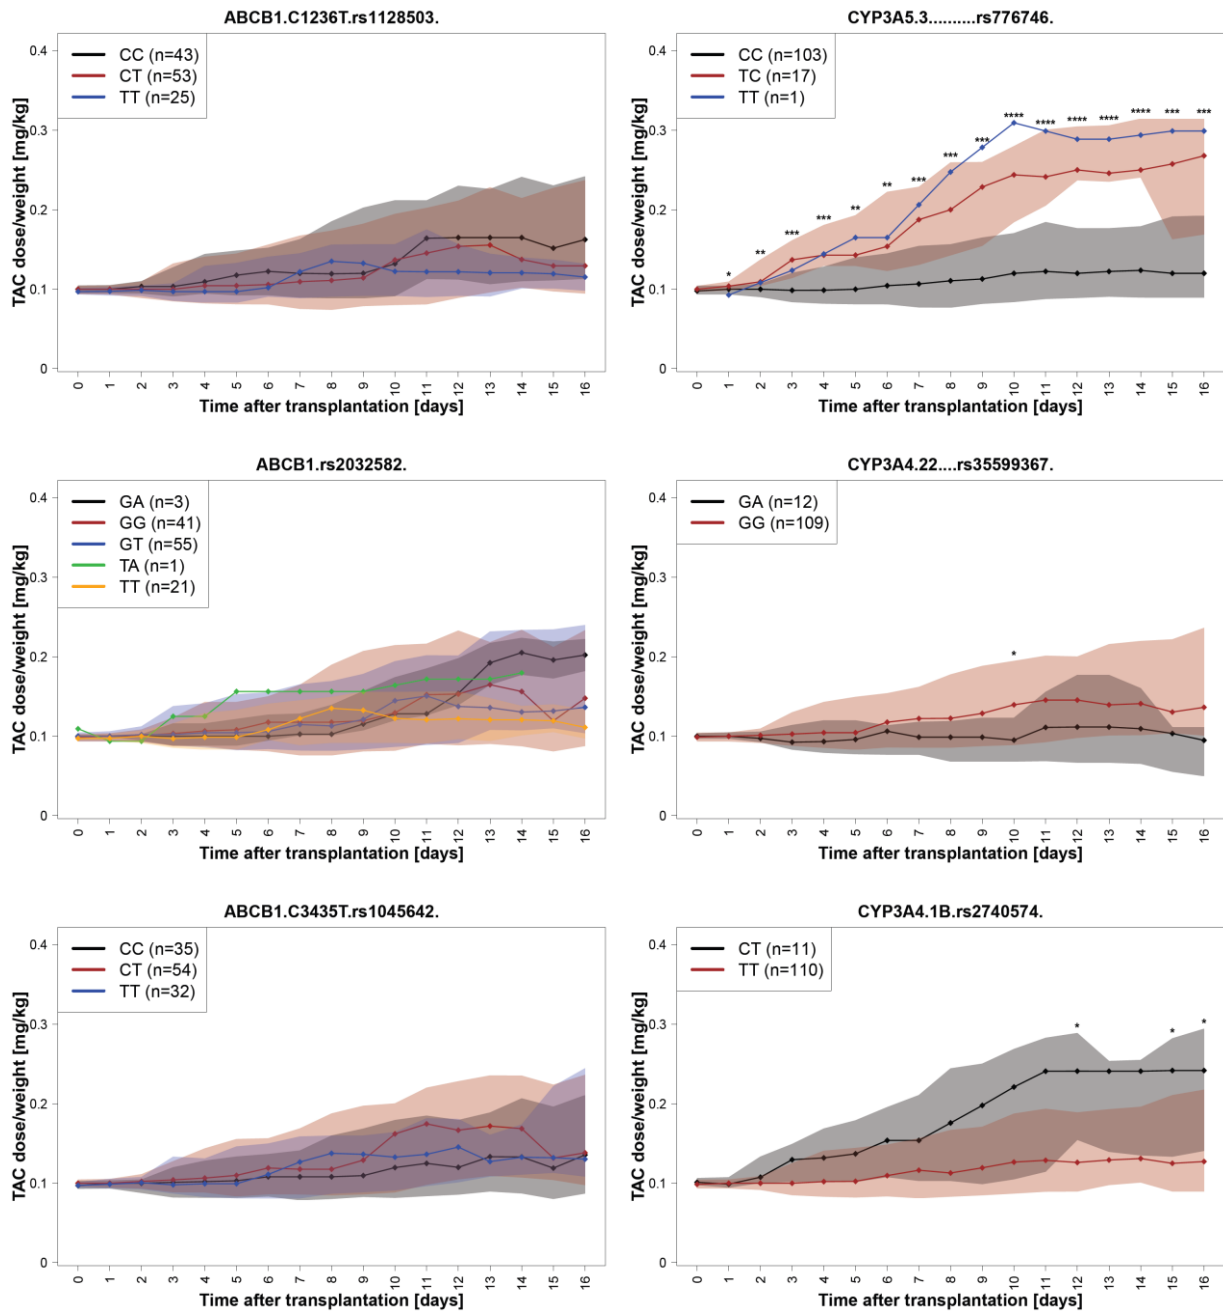 ABCB1.C1236T.rs1128503.
TAC dose/weight [mg/kg]
0.4
0.3
0.2
0.1
0
CC (n=43)
CT (n=53)
TT (n=25)
0 1 2 3 4 5 6 7 8 9 10 11 12 13 14 15 16
Time after transplantation [days]
CYP3A5.3..........rs776746.
TAC dose/weight [mg/kg]
0.4
0.3
0.2
0.1
0
CC (n=103)
TC (n=17)
TT (n=1)
* ** *** *** ** ** *** *** *** **** **** **** **** **** *** ***
0 1 2 3 4 5 6 7 8 9 10 11 12 13 14 15 16
Time after transplantation [days]
ABCB1.rs2032582.
TAC dose/weight [mg/kg]
0.4
0.3
0.2
0.1
0
GA (n=3)
GG (n=41)
GT (n=55)
TA (n=1)
TT (n=21)
0 1 2 3 4 5 6 7 8 9 10 11 12 13 14 15 16
Time after transplantation [days]
CYP3A4.22....rs35599367.
TAC dose/weight [mg/kg]
0.4
0.3
0.2
0.1
0
GA (n=12)
GG (n=109)
*
0 1 2 3 4 5 6 7 8 9 10 11 12 13 14 15 16
Time after transplantation [days]
ABCB1.C3435T.rs1045642.
TAC dose/weight [mg/kg]
0.4
0.3
0.2
0.1
0
CC (n=35)
CT (n=54)
TT (n=32)
0 1 2 3 4 5 6 7 8 9 10 11 12 13 14 15 16
Time after transplantation [days]
CYP3A4.1B.rs2740574.
TAC dose/weight [mg/kg]
0.4
0.3
0.2
0.1
0
CT (n=11)
TT (n=110)
* * *
0 1 2 3 4 5 6 7 8 9 10 11 12 13 14 15 16
Time after transplantation [days]